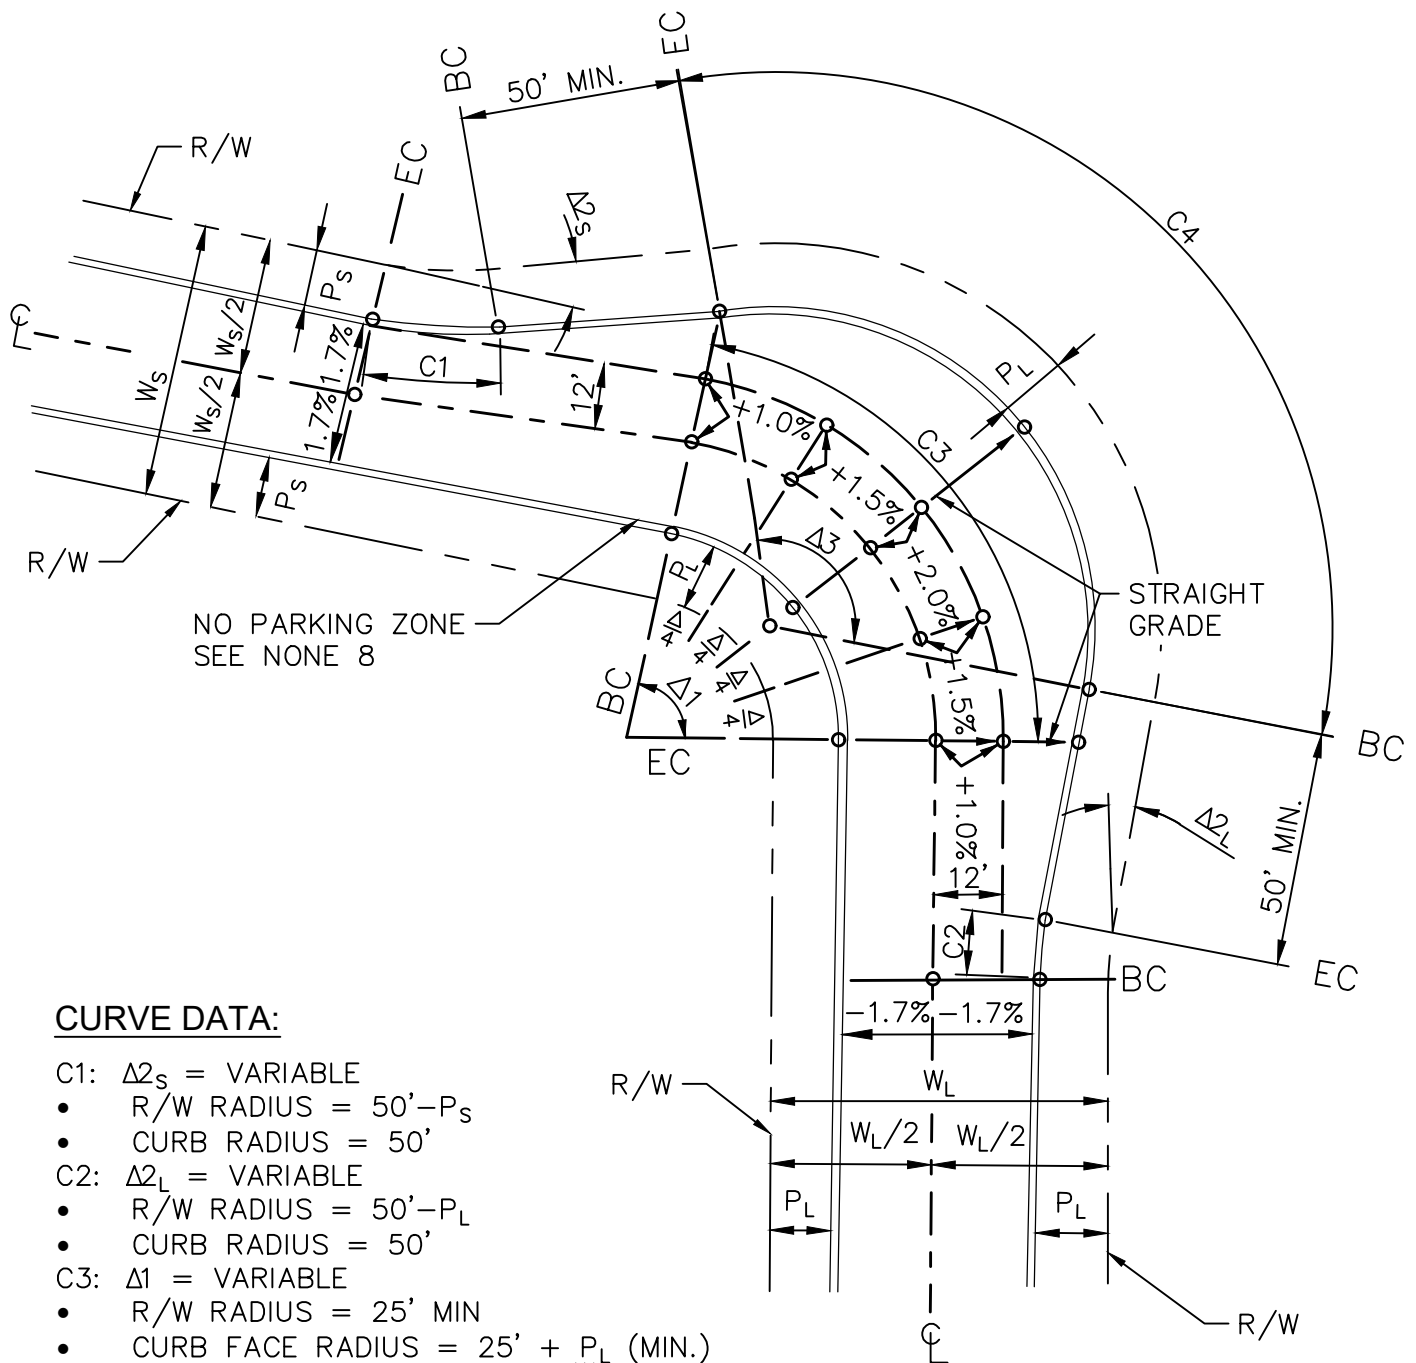 EC
BC
50' MIN.
R/W
EC
Δ2S
C4
PS
WS/2
℄
WS
WS/2
1.7%
1.7%
C1
12'
PL
+1.0%
C3
+1.5%
PS
R/W
Δ3
+2.0%
PL
STRAIGHT
GRADE
NO PARKING ZONE
SEE NONE 8
Δ/4
Δ/4
Δ/4
Δ/4
BC
Δ1
+1.5%
EC
BC
+1.0%
Δ2L
50' MIN.
12'
C2
BC
EC
-1.7%
-1.7%
R/W
WL
WL/2
WL/2
PL
PL
R/W
℄
CURVE DATA:
C1: Δ2S = VARIABLE
• R/W RADIUS = 50'-PS
• CURB RADIUS = 50'
C2: Δ2L = VARIABLE
• R/W RADIUS = 50'-PL
• CURB RADIUS = 50'
C3: Δ1 = VARIABLE
• R/W RADIUS = 25' MIN
• CURB FACE RADIUS = 25' + PL (MIN.)